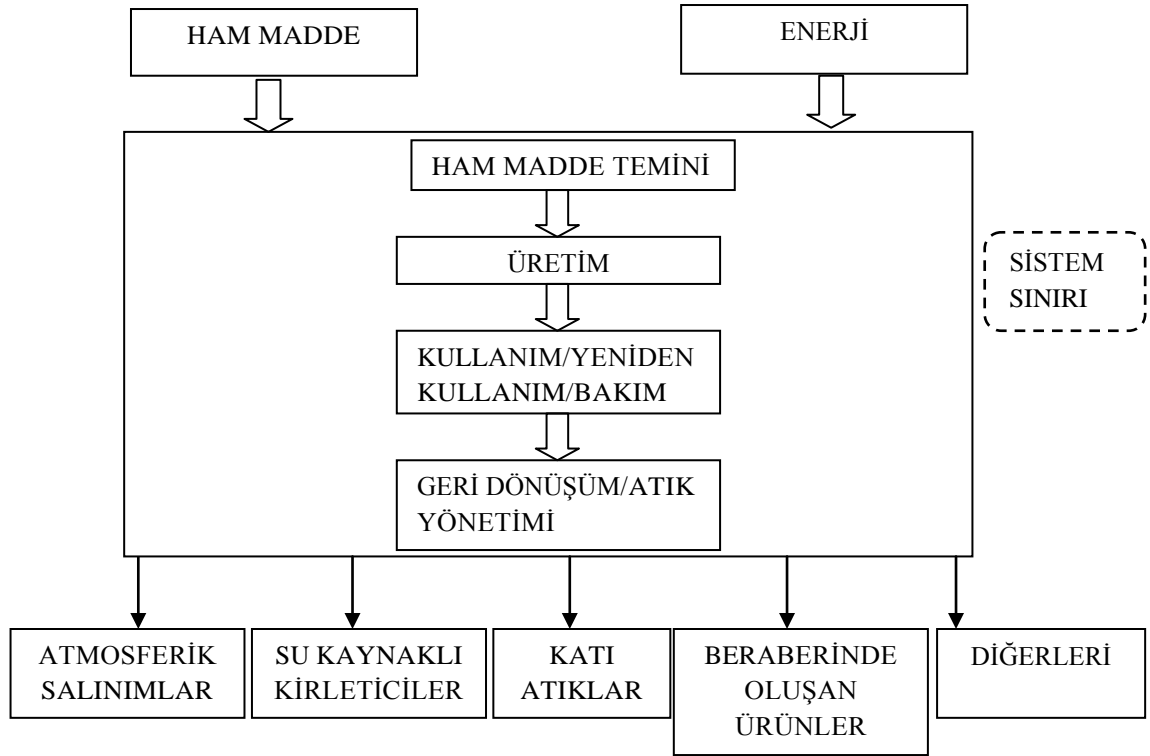 HAM MADDE
ENERJİ
HAM MADDE TEMİNİ
ÜRETİM
KULLANIM/YENİDEN
KULLANIM/BAKIM
GERİ DÖNÜŞÜM/ATIK
YÖNETİMİ
SİSTEM
SINIRI
ATMOSFERİK
SALINIMLAR
SU KAYNAKLI
KİRLETİCİLER
KATI
ATIKLAR
BERABERİNDE
OLUŞAN
ÜRÜNLER
DİĞERLERİ